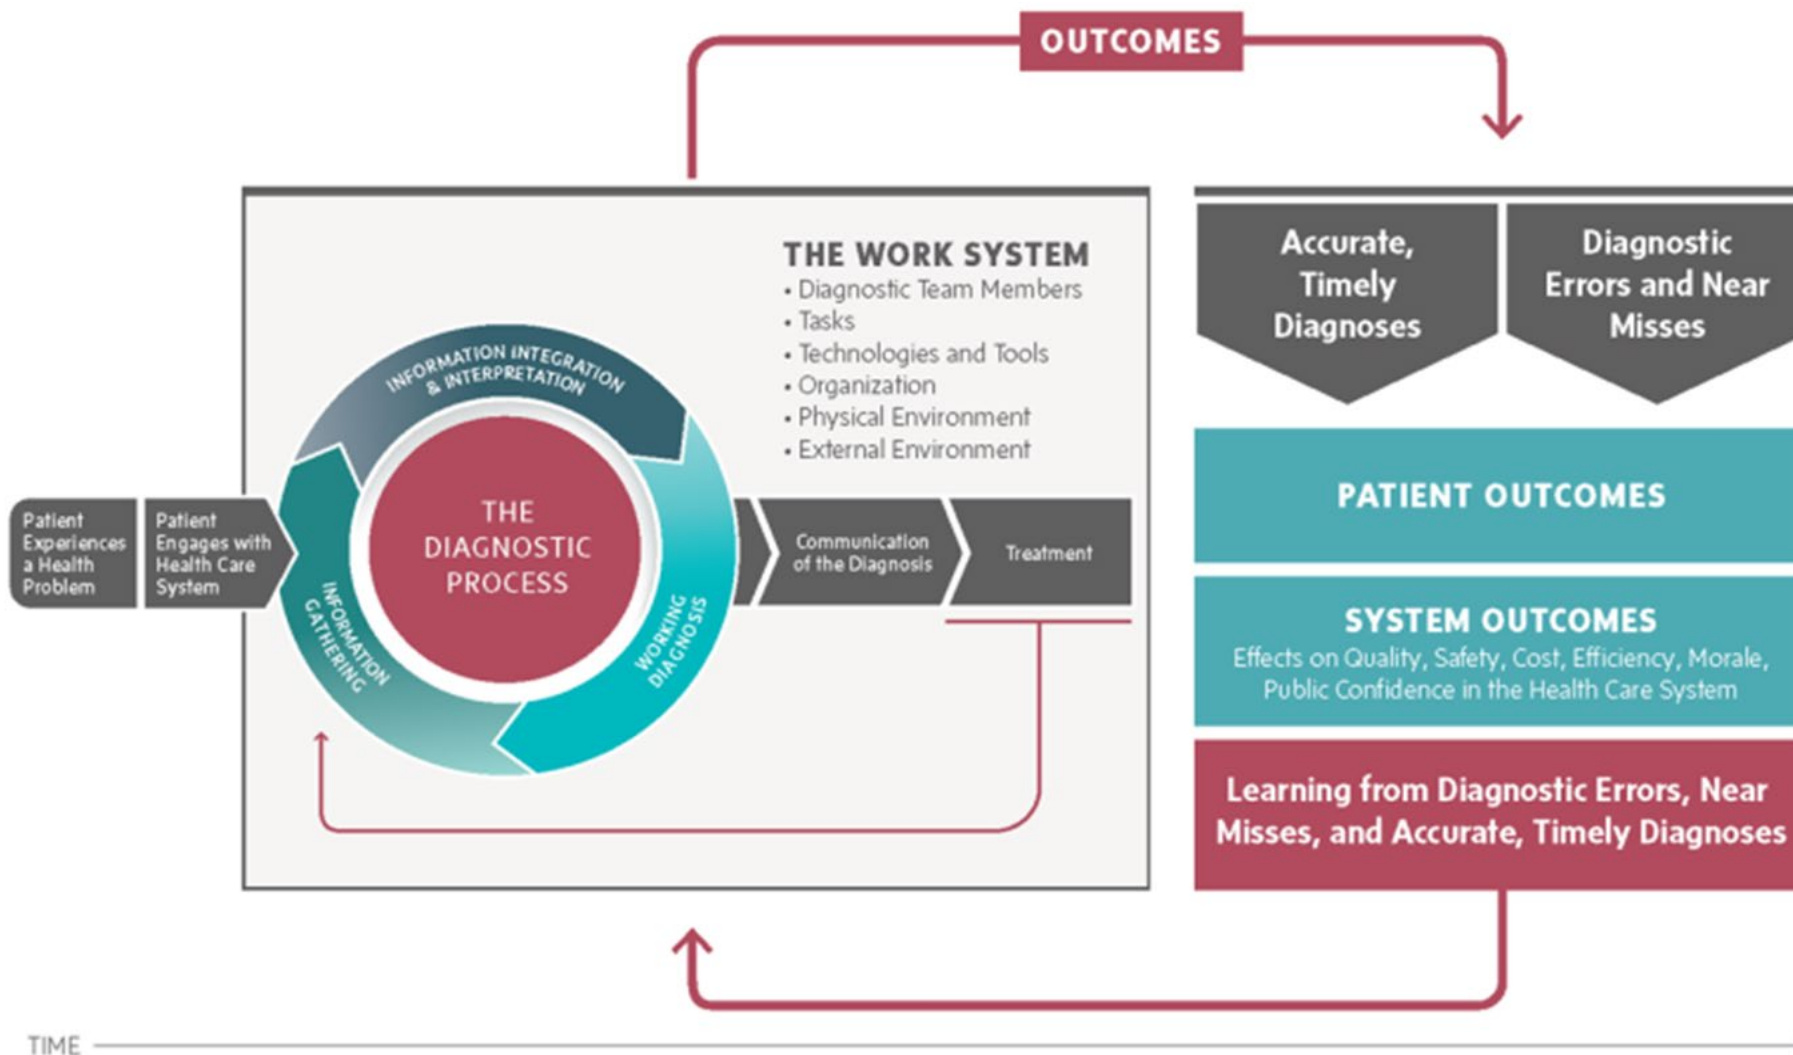 OUTCOMES
THE WORK SYSTEM
• Diagnostic Team Members
• Tasks
• Technologies and Tools
• Organization
• Physical Environment
• External Environment
INFORMATION INTEGRATION
& INTERPRETATION
THE
DIAGNOSTIC
PROCESS
INFORMATION
GATHERING
WORKING
DIAGNOSIS
Patient
Experiences
a Health
Problem
Patient
Engages with
Health Care
System
Communication
of the Diagnosis
Treatment
Accurate,
Timely
Diagnoses
Diagnostic
Errors and Near
Misses
PATIENT OUTCOMES
SYSTEM OUTCOMES
Effects on Quality, Safety, Cost, Efficiency, Morale,
Public Confidence in the Health Care System
Learning from Diagnostic Errors, Near
Misses, and Accurate, Timely Diagnoses
TIME